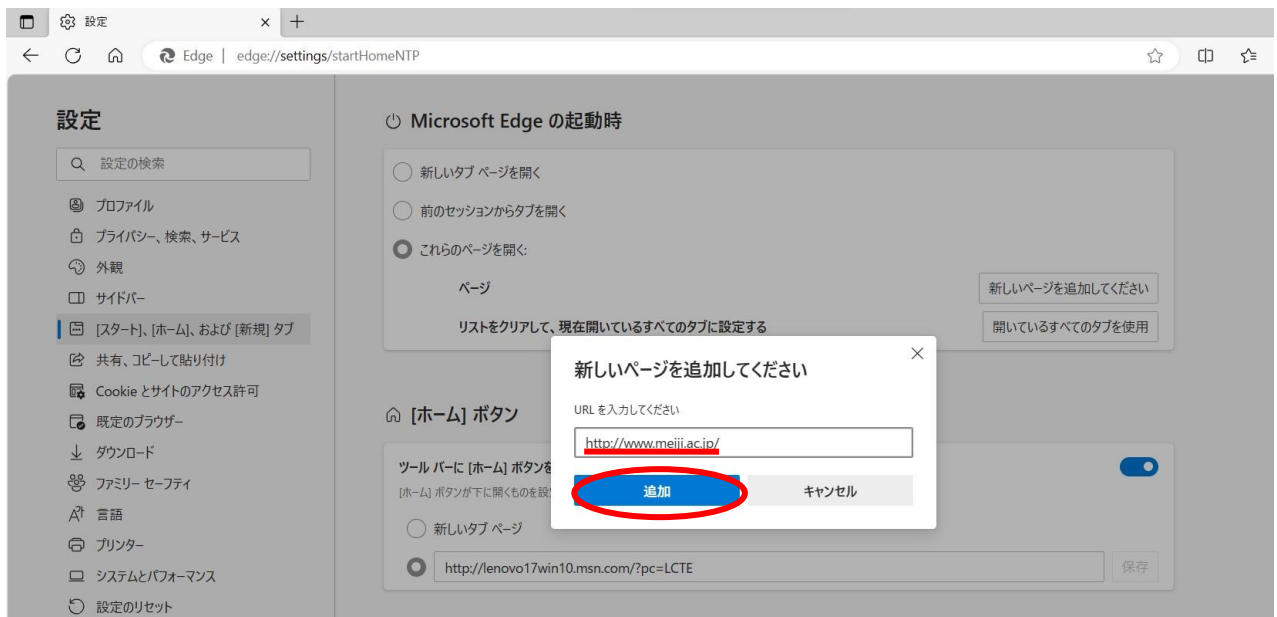 設定
Edge | edge://settings/startHomeNTP
設定
設定の検索
プロファイル
プライバシー、検索、サービス
外観
サイドバー
[スタート]、[ホーム]、および [新規] タブ
共有、コピーして貼り付け
Cookie とサイトのアクセス許可
既定のブラウザー
ダウンロード
ファミリー セーフティ
言語
プリンター
システムとパフォーマンス
設定のリセット
Microsoft Edge の起動時
新しいタブ ページを開く
前のセッションからタブを開く
これらのページを開く:
ページ
新しいページを追加してください
リストをクリアして、現在開いているすべてのタブに設定する
開いているすべてのタブを使用
新しいページを追加してください
URL を入力してください
http://www.meiji.ac.jp/
追加
キャンセル
[ホーム] ボタン
ツール バーに [ホーム] ボタンを
[ホーム] ボタンが下に開くものを設
新しいタブ ページ
http://lenovo17win10.msn.com/?pc=LCTE
保存